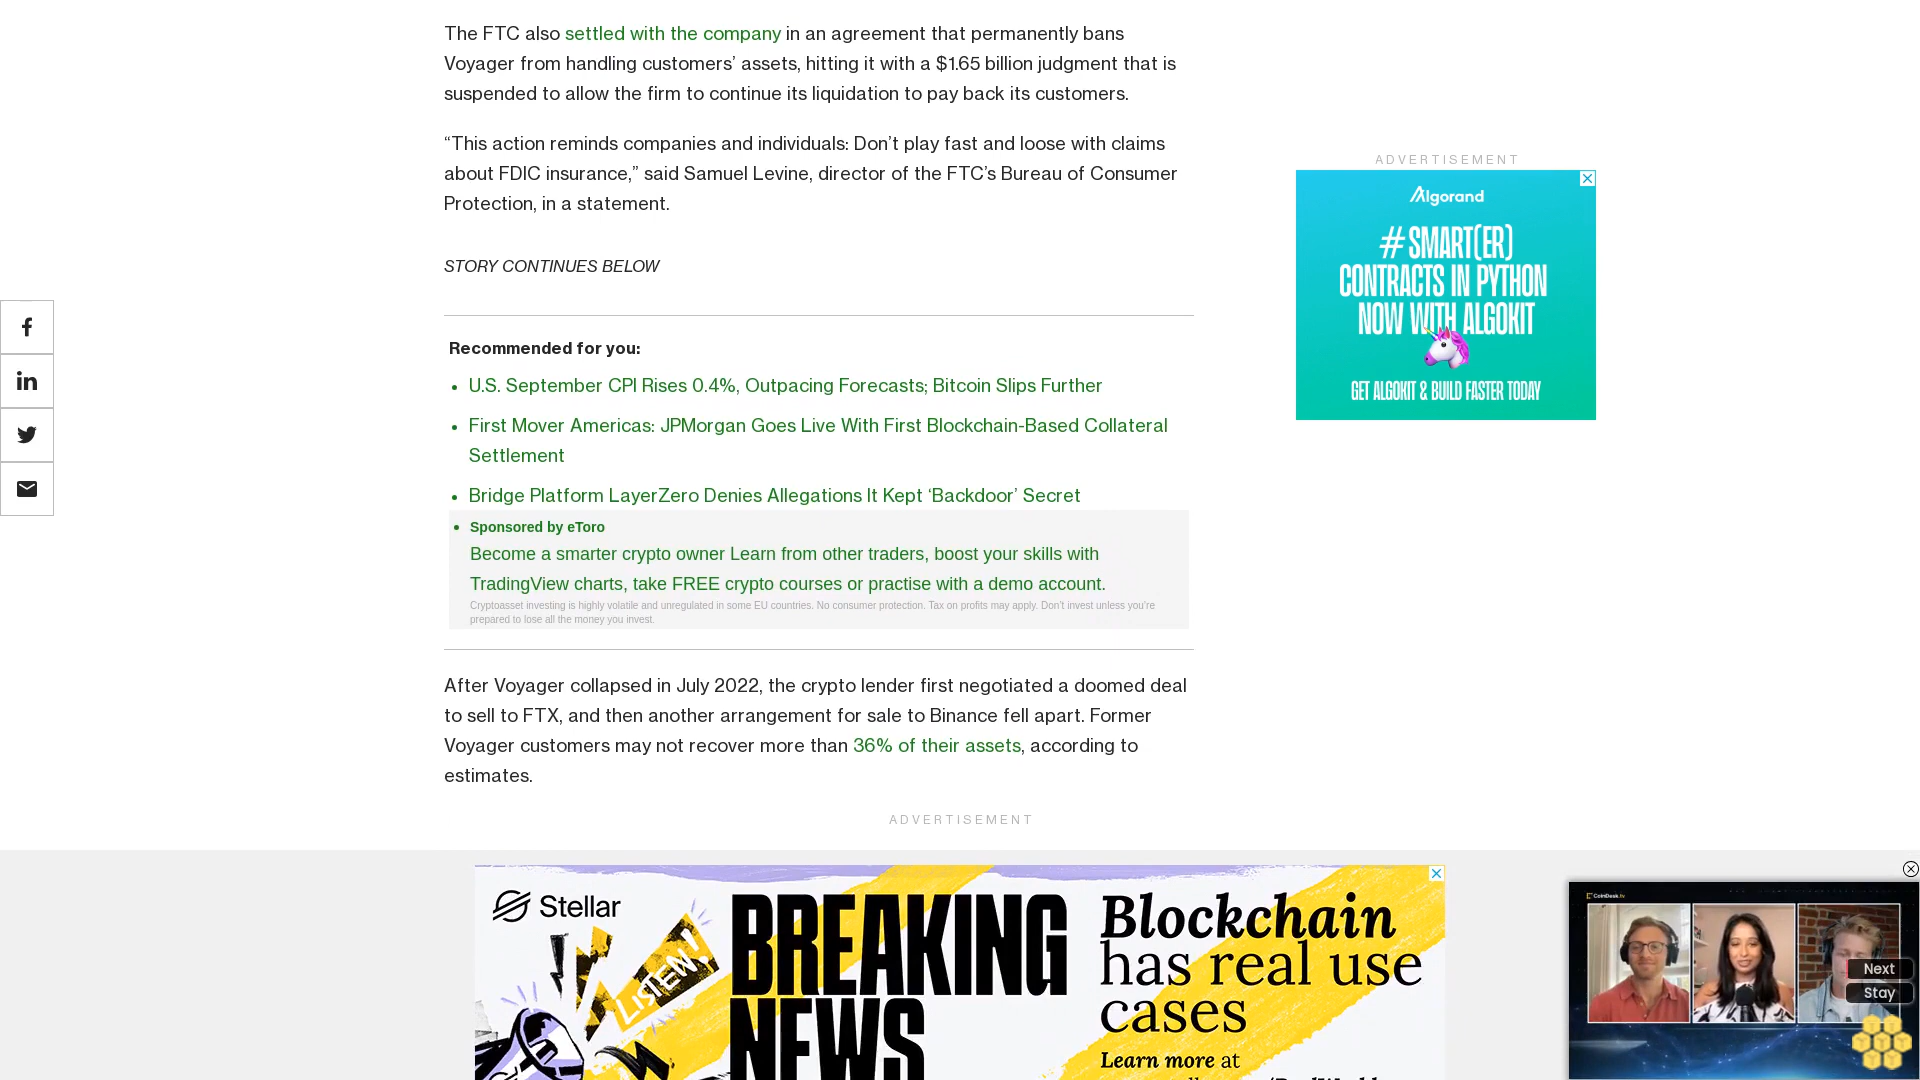 The FTC also settled with the company in an agreement that permanently bans
Voyager from handling customers’ assets, hitting it with a $1.65 billion judgment that is
suspended to allow the firm to continue its liquidation to pay back its customers.
“This action reminds companies and individuals: Don’t play fast and loose with claims
about FDIC insurance,” said Samuel Levine, director of the FTC’s Bureau of Consumer
Protection, in a statement.
STORY CONTINUES BELOW
Recommended for you:
• U.S. September CPI Rises 0.4%, Outpacing Forecasts; Bitcoin Slips Further
• First Mover Americas: JPMorgan Goes Live With First Blockchain-Based Collateral
Settlement
• Bridge Platform LayerZero Denies Allegations It Kept ‘Backdoor’ Secret
• Sponsored by eToro
Become a smarter crypto owner Learn from other traders, boost your skills with
TradingView charts, take FREE crypto courses or practise with a demo account.
Cryptoasset investing is highly volatile and unregulated in some EU countries. No consumer protection. Tax on profits may apply. Don’t invest unless you’re
prepared to lose all the money you invest.
After Voyager collapsed in July 2022, the crypto lender first negotiated a doomed deal
to sell to FTX, and then another arrangement for sale to Binance fell apart. Former
Voyager customers may not recover more than 36% of their assets, according to
estimates.
ADVERTISEMENT
Algorand
#SMART(ER)
CONTRACTS IN PYTHON
NOW WITH ALGOKIT
GET ALGOKIT & BUILD FASTER TODAY
ADVERTISEMENT
Stellar
LISTEN!
BREAKING
NEWS
Blockchain
has real use
cases
Learn more at
CoinDesk tv
Next
Stay